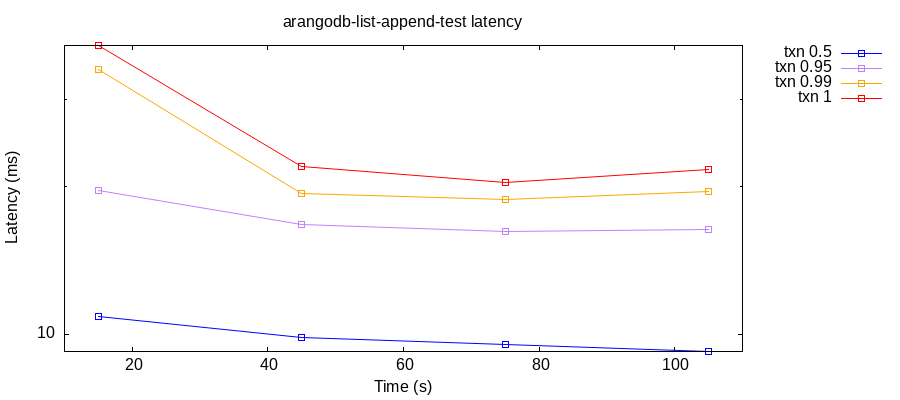 arangodb-list-append-test latency
txn 0.5
txn 0.95
txn 0.99
txn 1
Latency (ms)
10
20 40 60 80 100
Time (s)